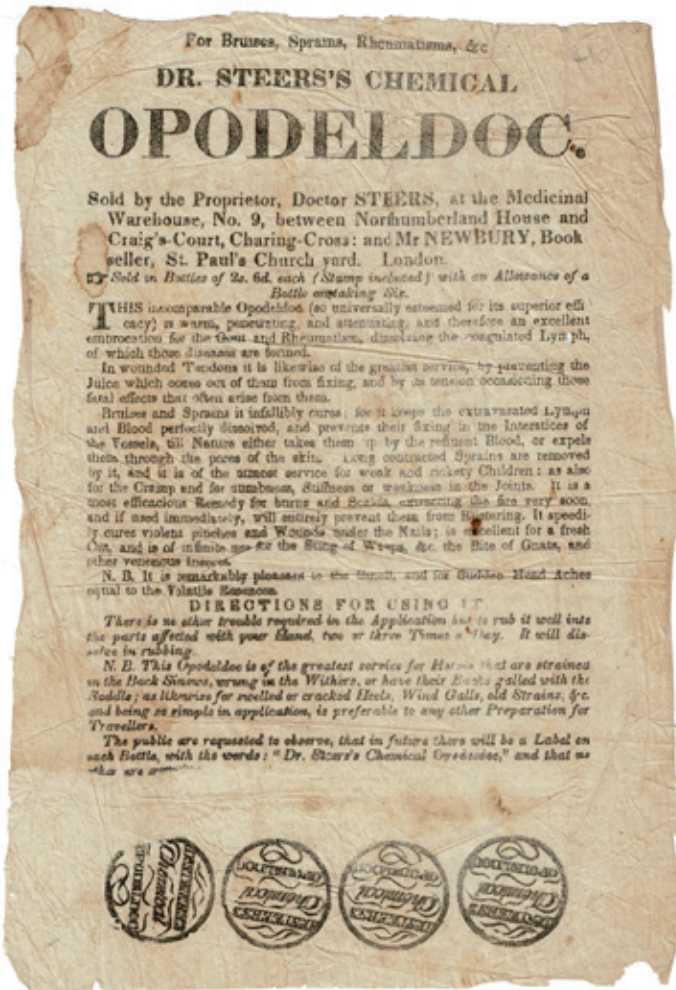 For Bruises, Sprains, Rheumatisms, &c
DR. STEERS'S CHEMICAL
OPODELDOC.
Sold by the Proprietor, Doctor STEERS, at the Medicinal
Warehouse, No. 9, between Northumberland House and
Craig's-Court, Charing-Cross: and Mr NEWBURY, Book
seller, St. Paul's Church yard. London.
☞ Sold in Bottles of 2s. 6d. each (Stamp included) with an Allowance of a
Bottle on taking Six.
THIS incomparable Opodeldoc (so universally esteemed for its superior effi
cacy) is warm, penetrating, and attenuating, and therefore an excellent
embrocation for the Gout and Rheumatism, dissolving the coagulated Lymph,
of which those diseases are formed.
In wounded Tendons it is likewise of the greatest service, by preventing the
Juice which oozes out of them from fixing, and by its tension occasioning those
fatal effects that often arise from them.
Bruises and Sprains it infallibly cures; for it keeps the extravasated Lymph
and Blood perfectly dissolved, and prevents their fixing in the Interstices of
the Vessels, till Nature either takes them up by the refluent Blood, or expels
them through the pores of the skin. Long contracted Sprains are removed
by it, and it is of the utmost service for weak and rickety Children: as also
for the Cramp and for numbness, Stiffness or weakness in the Joints. It is a
most efficacious Remedy for burns and Scalds, extracting the fire very soon
and if used immediately, will entirely prevent them from Blistering. It speedi-
ly cures violent pinches and Wounds under the Nails; is excellent for a fresh
Cut, and is of infinite use for the Sting of Wasps, &c. the Bite of Gnats, and
other venomous Insects.
N. B. It is remarkably pleasant to the Smell, and for Sudden Head Aches
equal to the Volatile Essences.
DIRECTIONS FOR USING IT.
There is no other trouble required in the Application but to rub it well into
the parts affected with your Hand, two or three Times a Day. It will dis-
solve in rubbing.
N. B. This Opodeldoc is of the greatest service for Horses that are strained
in the Back Sinews, wrung in the Withers, or have their Backs galled with the
Saddle; as likewise for swelled or cracked Heels, Wind Galls, old Strains, &c.
and being so simple in application, is preferable to any other Preparation for
Travellers.
The public are requested to observe, that in future there will be a Label on
each Bottle, with the words: "Dr. Steers's Chemical Opodeldoc," and that no
other are
DR STEERS'S Chemical OPODELDOC
DR STEERS'S Chemical OPODELDOC
DR STEERS'S Chemical OPODELDOC
DR STEERS'S Chemical OPODELDOC